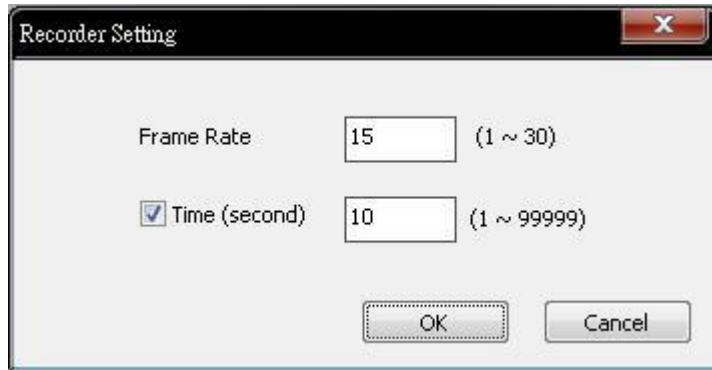 Recorder Setting
Frame Rate 15 (1 ~ 30)
Time (second) 10 (1 ~ 99999)
OK Cancel